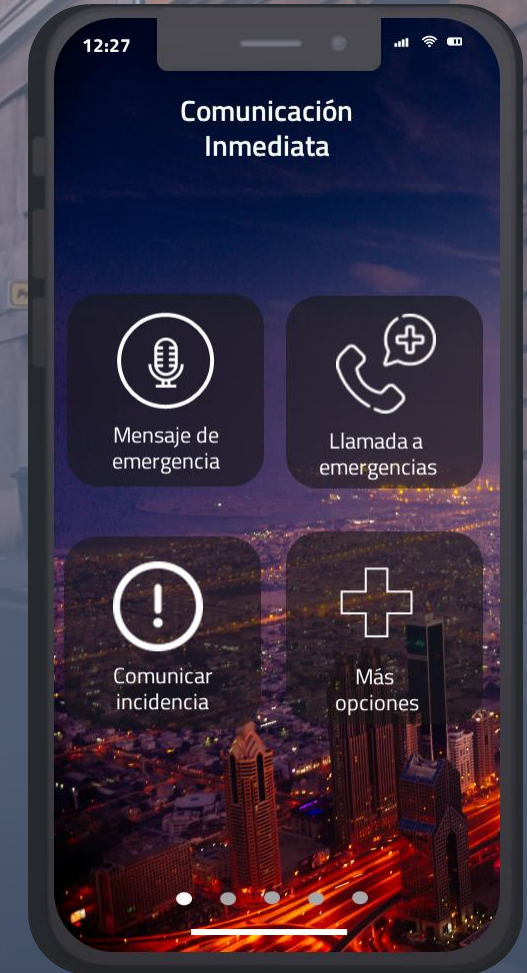 12:27
Comunicación
Inmediata
Mensaje de
emergencia
Llamada a
emergencias
Comunicar
incidencia
Más
opciones